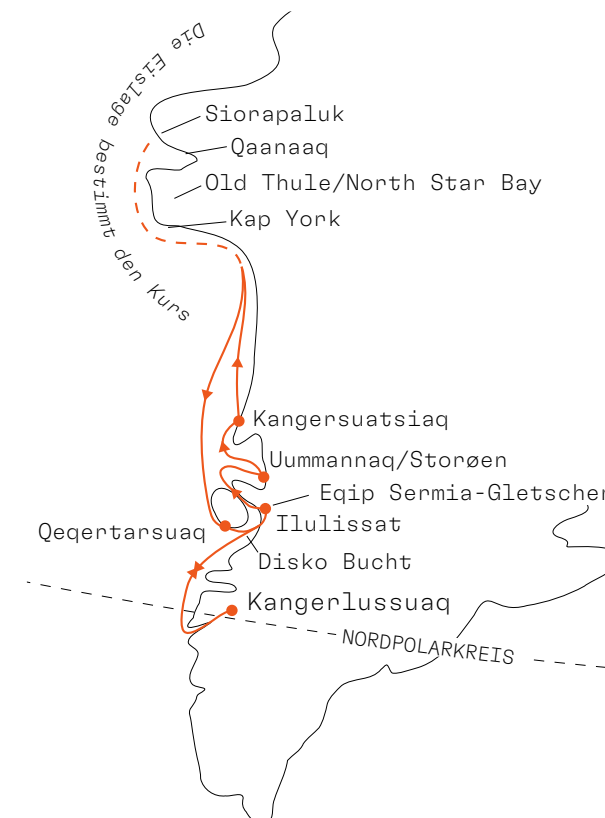 Die Eislage bestimmt den Kurs
Siorapaluk
Qaanaaq
Old Thule/North Star Bay
Kap York
Kangersuatsiaq
Uummannaq/Storøen
Eqip Sermia-Gletscher
Ilulissat
Qeqertarsuaq
Disko Bucht
Kangerlussuaq
NORDPOLARKREIS